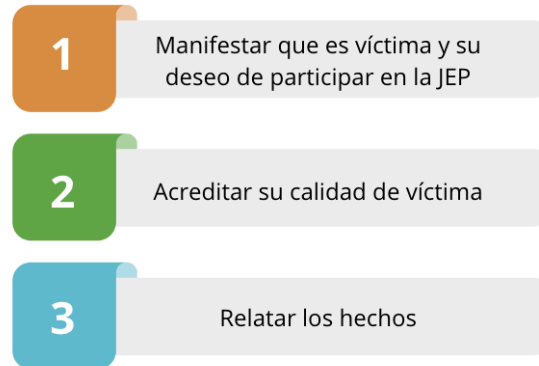 1
Manifestar que es víctima y su
deseo de participar en la JEP
2
Acreditar su calidad de víctima
3
Relatar los hechos